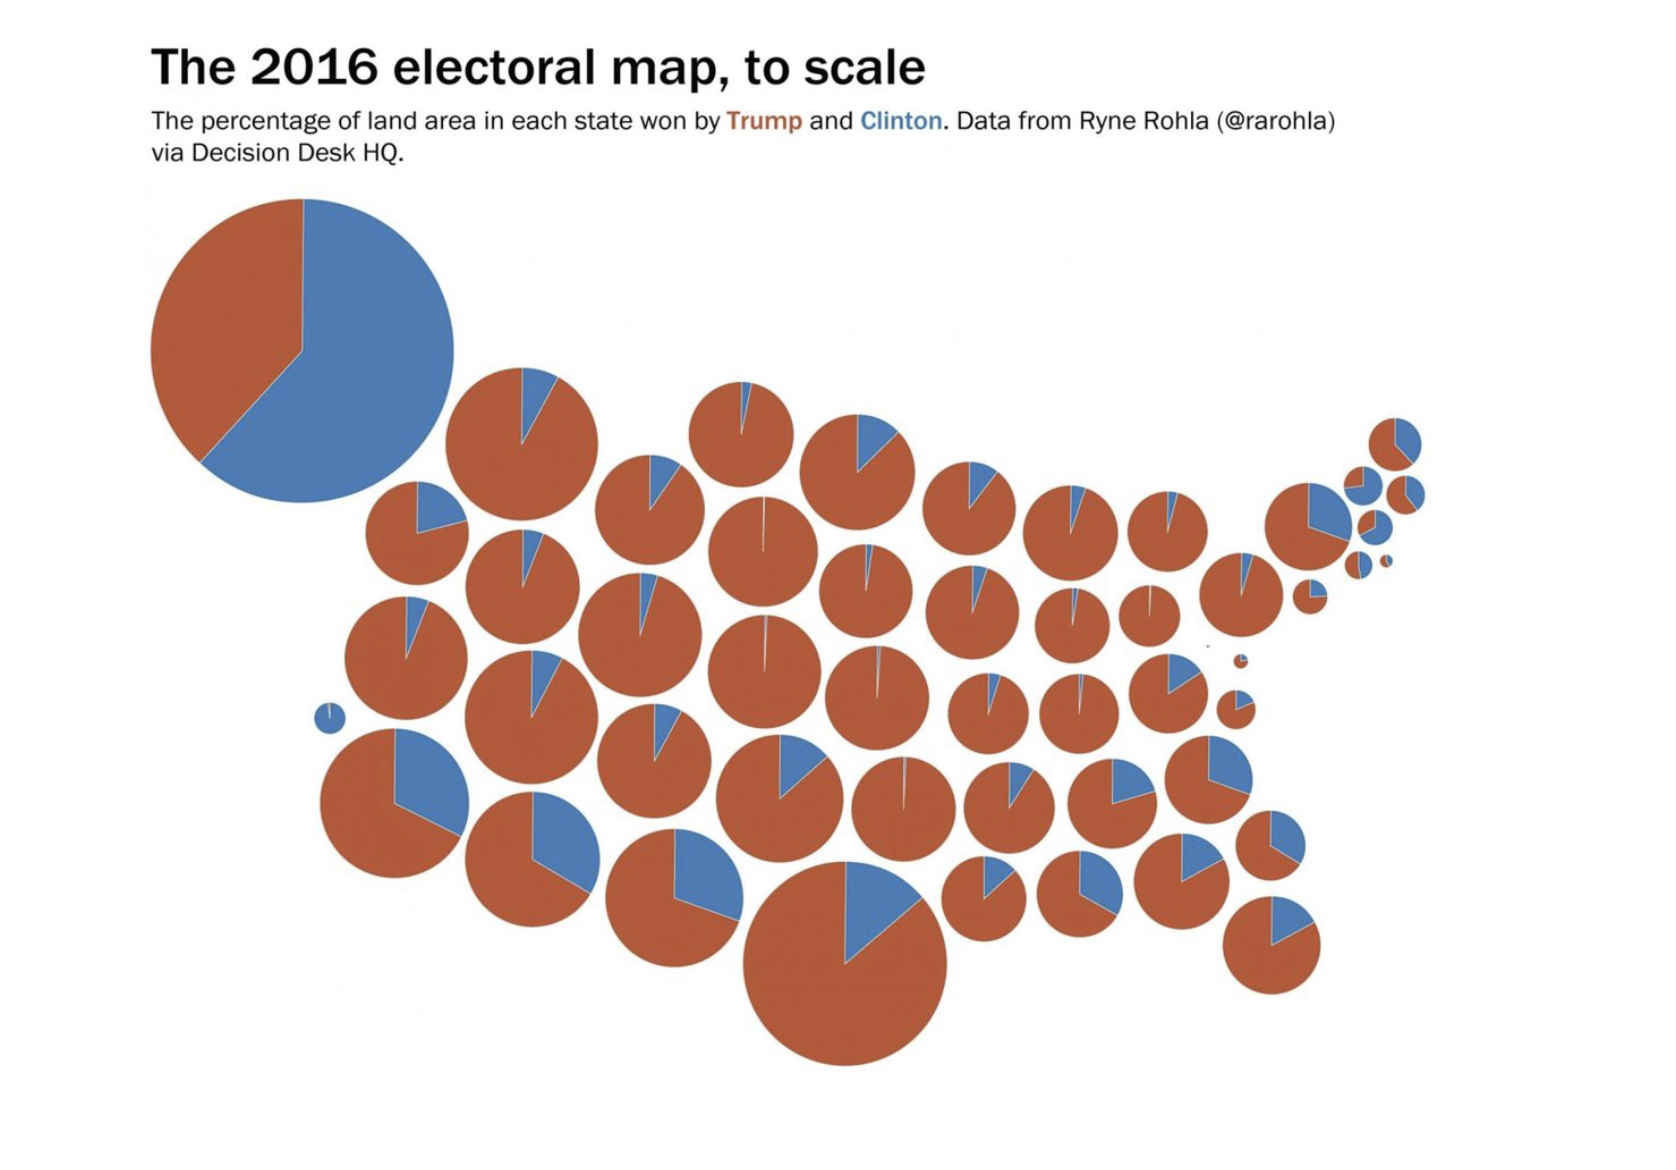 The 2016 electoral map, to scale
The percentage of land area in each state won by Trump and Clinton. Data from Ryne Rohla (@rarohla)
via Decision Desk HQ.